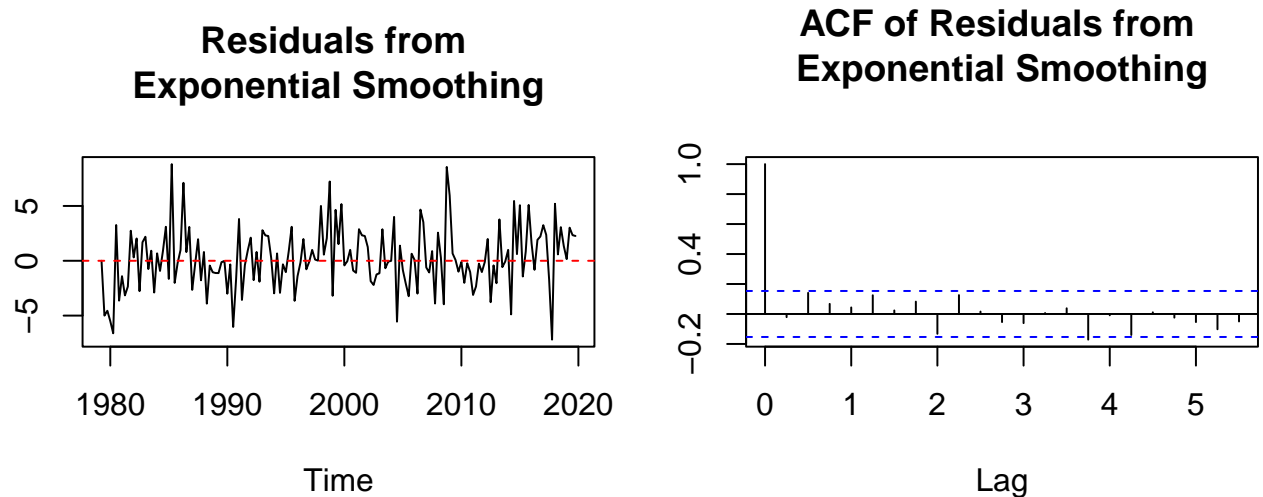 Residuals from
Exponential Smoothing
5
0
−5
1980 1990 2000 2010 2020
Time
ACF of Residuals from
Exponential Smoothing
1.0
0.4
−0.2
0 1 2 3 4 5
Lag